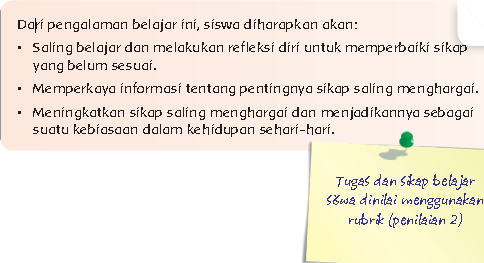 Dari pengalaman belajar ini, siswa diharapkan akan:
• Saling belajar dan melakukan refleksi diri untuk memperbaiki sikap
yang belum sesuai.
• Memperkaya informasi tentang pentingnya sikap saling menghargai.
• Meningkatkan sikap saling menghargai dan menjadikannya sebagai
suatu kebiasaan dalam kehidupan sehari-hari.
Tugas dan sikap belajar
siswa dinilai menggunakan
rubrik (penilaian 2)